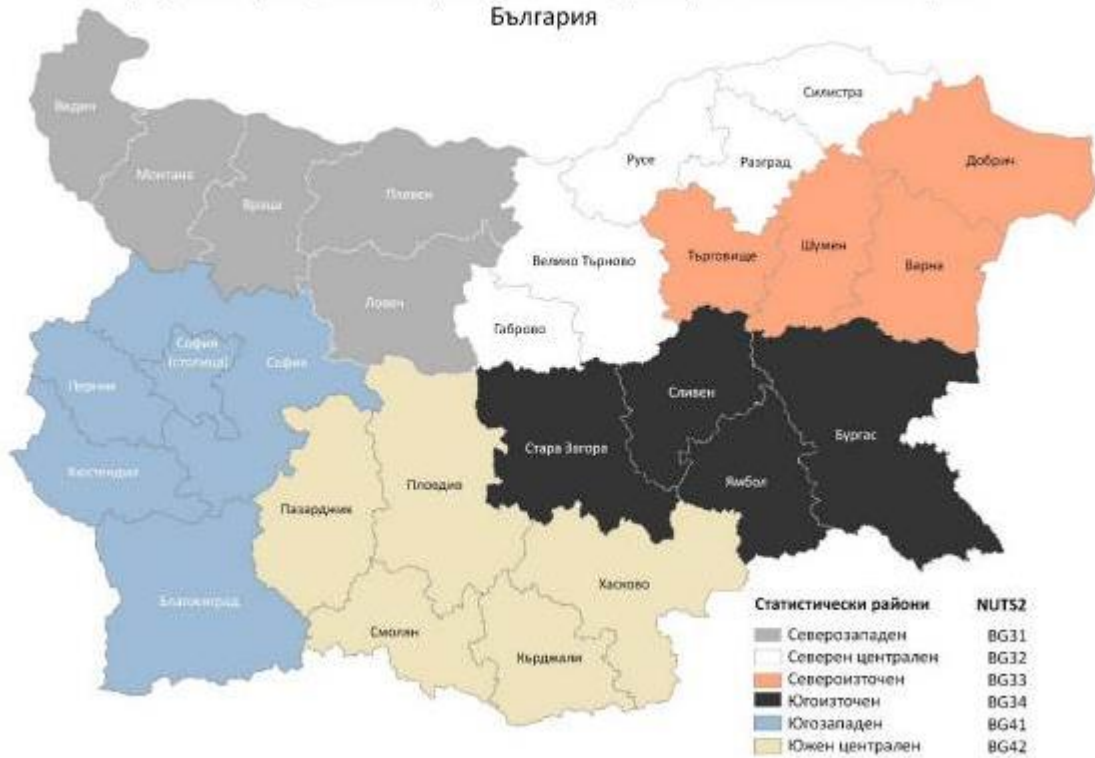 България
Видин
Монтана
Враца
Плевен
Ловеч
Силистра
Русе
Разград
Велико Търново
Габрово
Добрич
Шумен
Търговище
Варна
София
(столица)
София
Перник
Кюстендил
Благоевград
Пазарджик
Пловдив
Смолян
Кърджали
Хасково
Стара Загора
Сливен
Ямбол
Бургас
Статистически райони NUTS2
Северозападен BG31
Северен централен BG32
Североизточен BG33
Югоизточен BG34
Югозападен BG41
Южен централен BG42